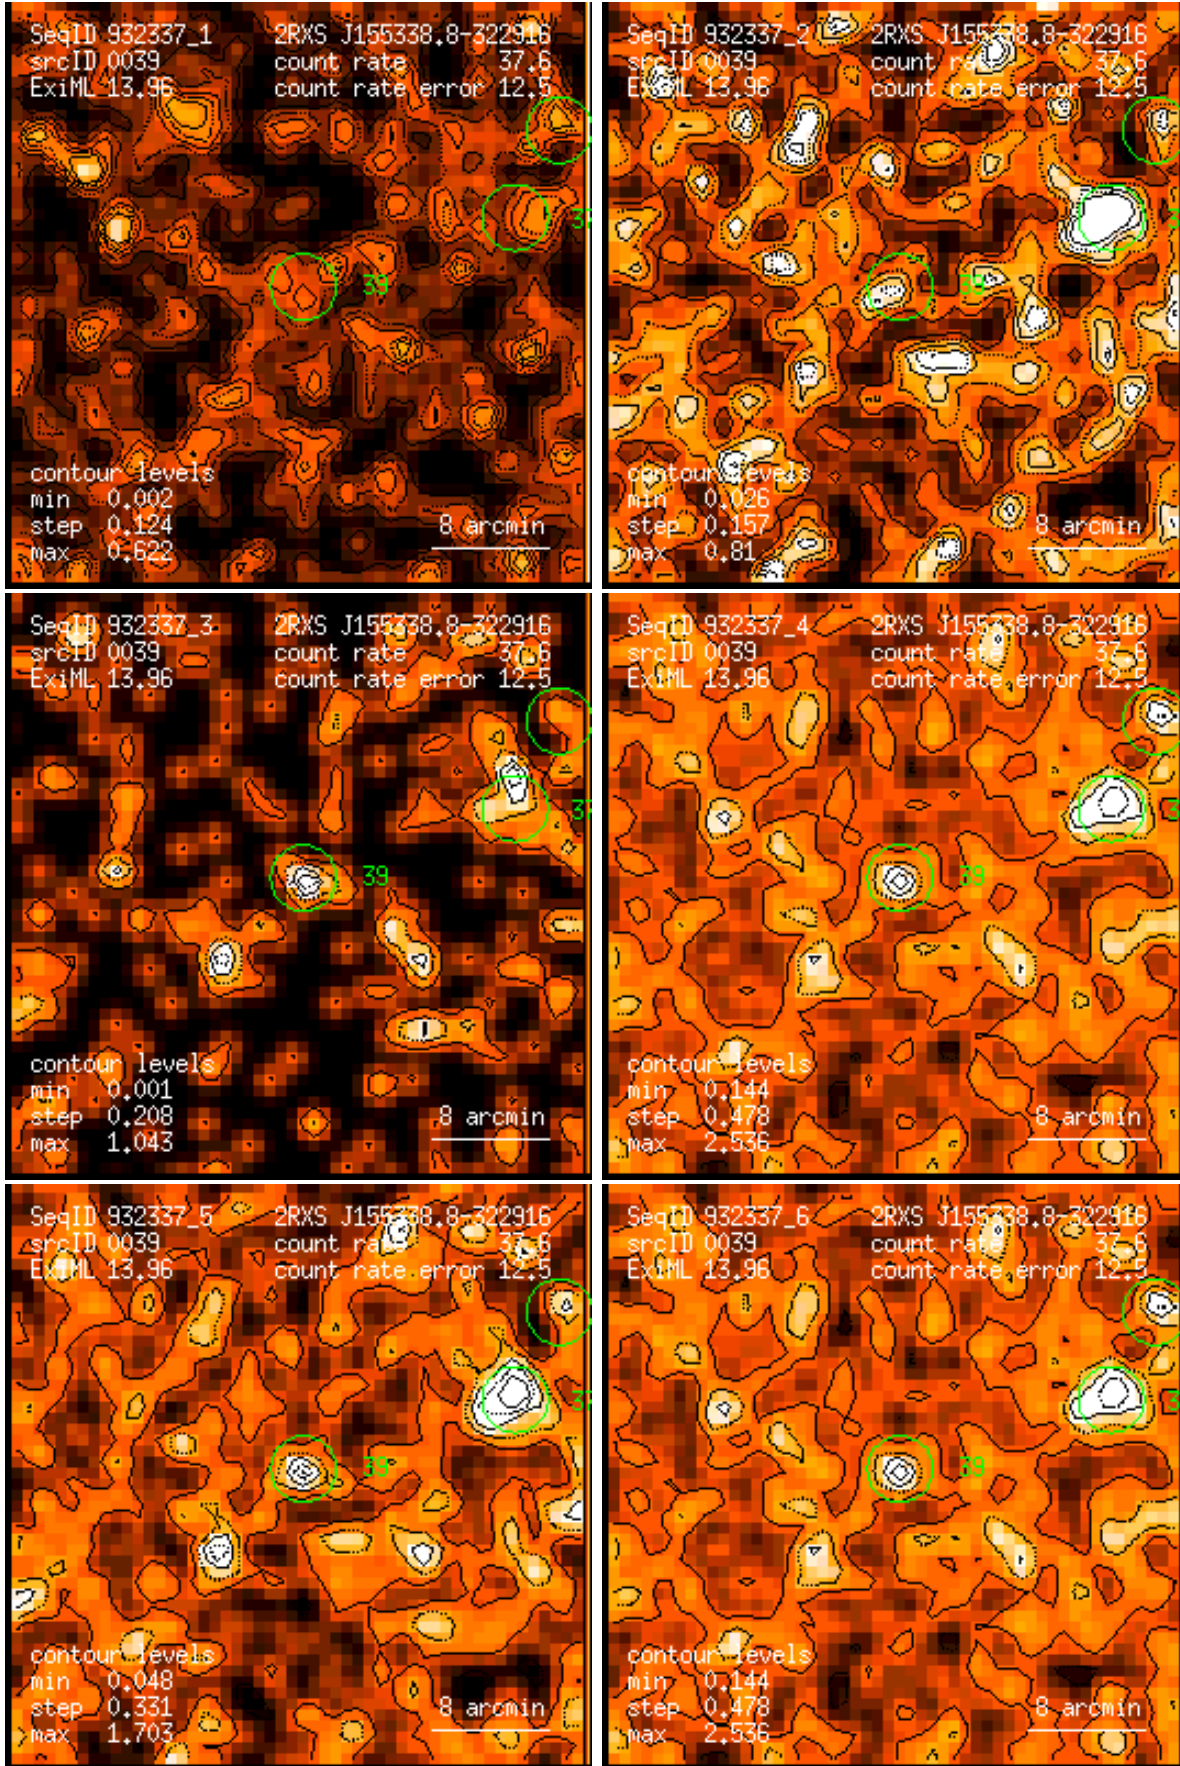 SeqID 932337_1 2RXS J155338.8-322916
srcID 0039 count rate 37.6
ExiML 13.96 count rate error 12.5
39
contour levels
min 0.002
step 0.124
max 0.622
8 arcmin
SeqID 932337_2 2RXS J155338.8-322916
srcID 0039 count rate 37.6
ExiML 13.96 count rate error 12.5
39
contour levels
min 0.026
step 0.157
max 0.81
8 arcmin
SeqID 932337_3 2RXS J155338.8-322916
srcID 0039 count rate 37.6
ExiML 13.96 count rate error 12.5
39
contour levels
min 0.001
step 0.208
max 1.043
8 arcmin
SeqID 932337_4 2RXS J155338.8-322916
srcID 0039 count rate 37.6
ExiML 13.96 count rate error 12.5
39
contour levels
min 0.144
step 0.478
max 2.536
8 arcmin
SeqID 932337_5 2RXS J155338.8-322916
srcID 0039 count rate 37.6
ExiML 13.96 count rate error 12.5
39
contour levels
min 0.048
step 0.331
max 1.703
8 arcmin
SeqID 932337_6 2RXS J155338.8-322916
srcID 0039 count rate 37.6
ExiML 13.96 count rate error 12.5
39
contour levels
min 0.144
step 0.478
max 2.536
8 arcmin